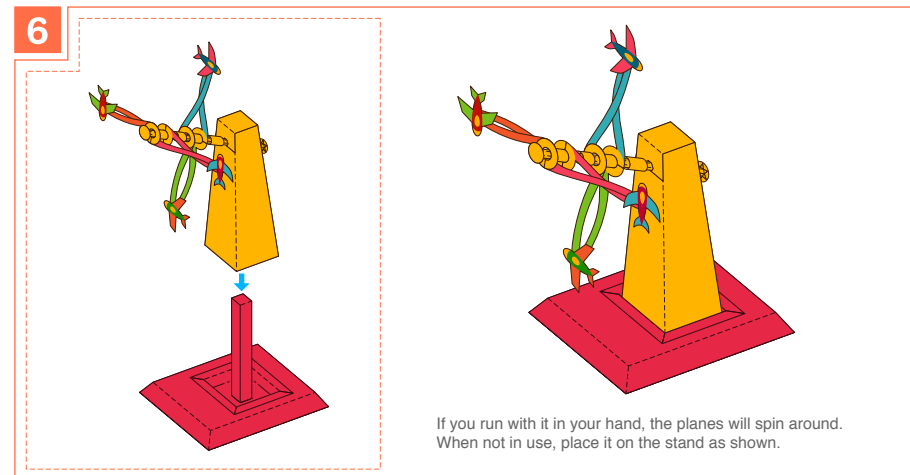 6
If you run with it in your hand, the planes will spin around.
When not in use, place it on the stand as shown.